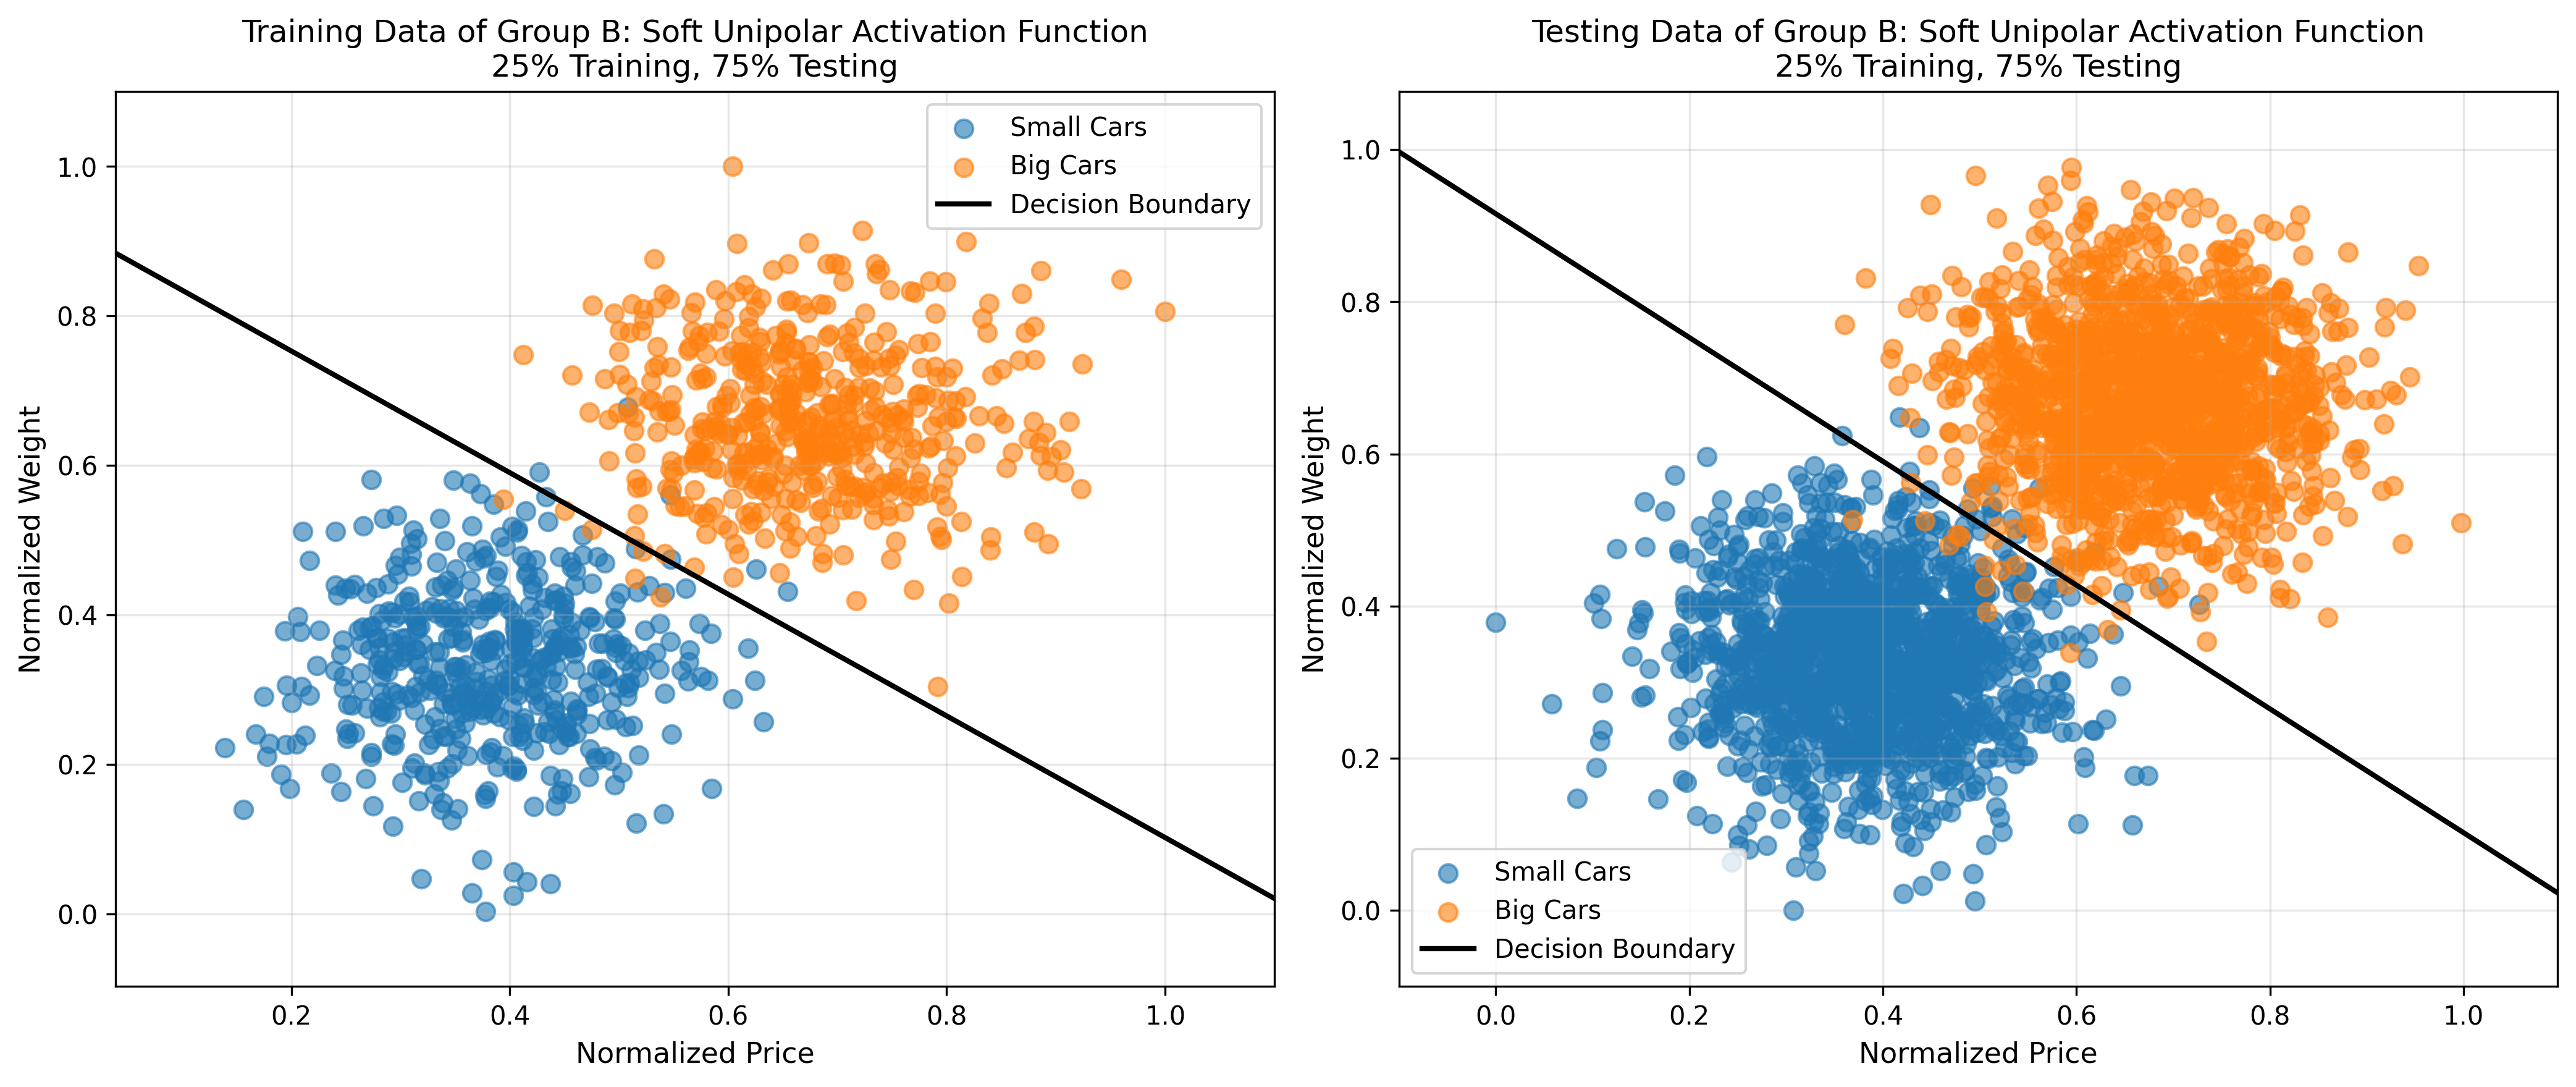 Training Data of Group B: Soft Unipolar Activation Function
25% Training, 75% Testing
Small Cars
Big Cars
Decision Boundary
Normalized Weight
1.0
0.8
0.6
0.4
0.2
0.0
0.2 0.4 0.6 0.8 1.0
Normalized Price
Testing Data of Group B: Soft Unipolar Activation Function
25% Training, 75% Testing
Normalized Weight
1.0
0.8
0.6
0.4
0.2
0.0
Small Cars
Big Cars
Decision Boundary
0.0 0.2 0.4 0.6 0.8 1.0
Normalized Price